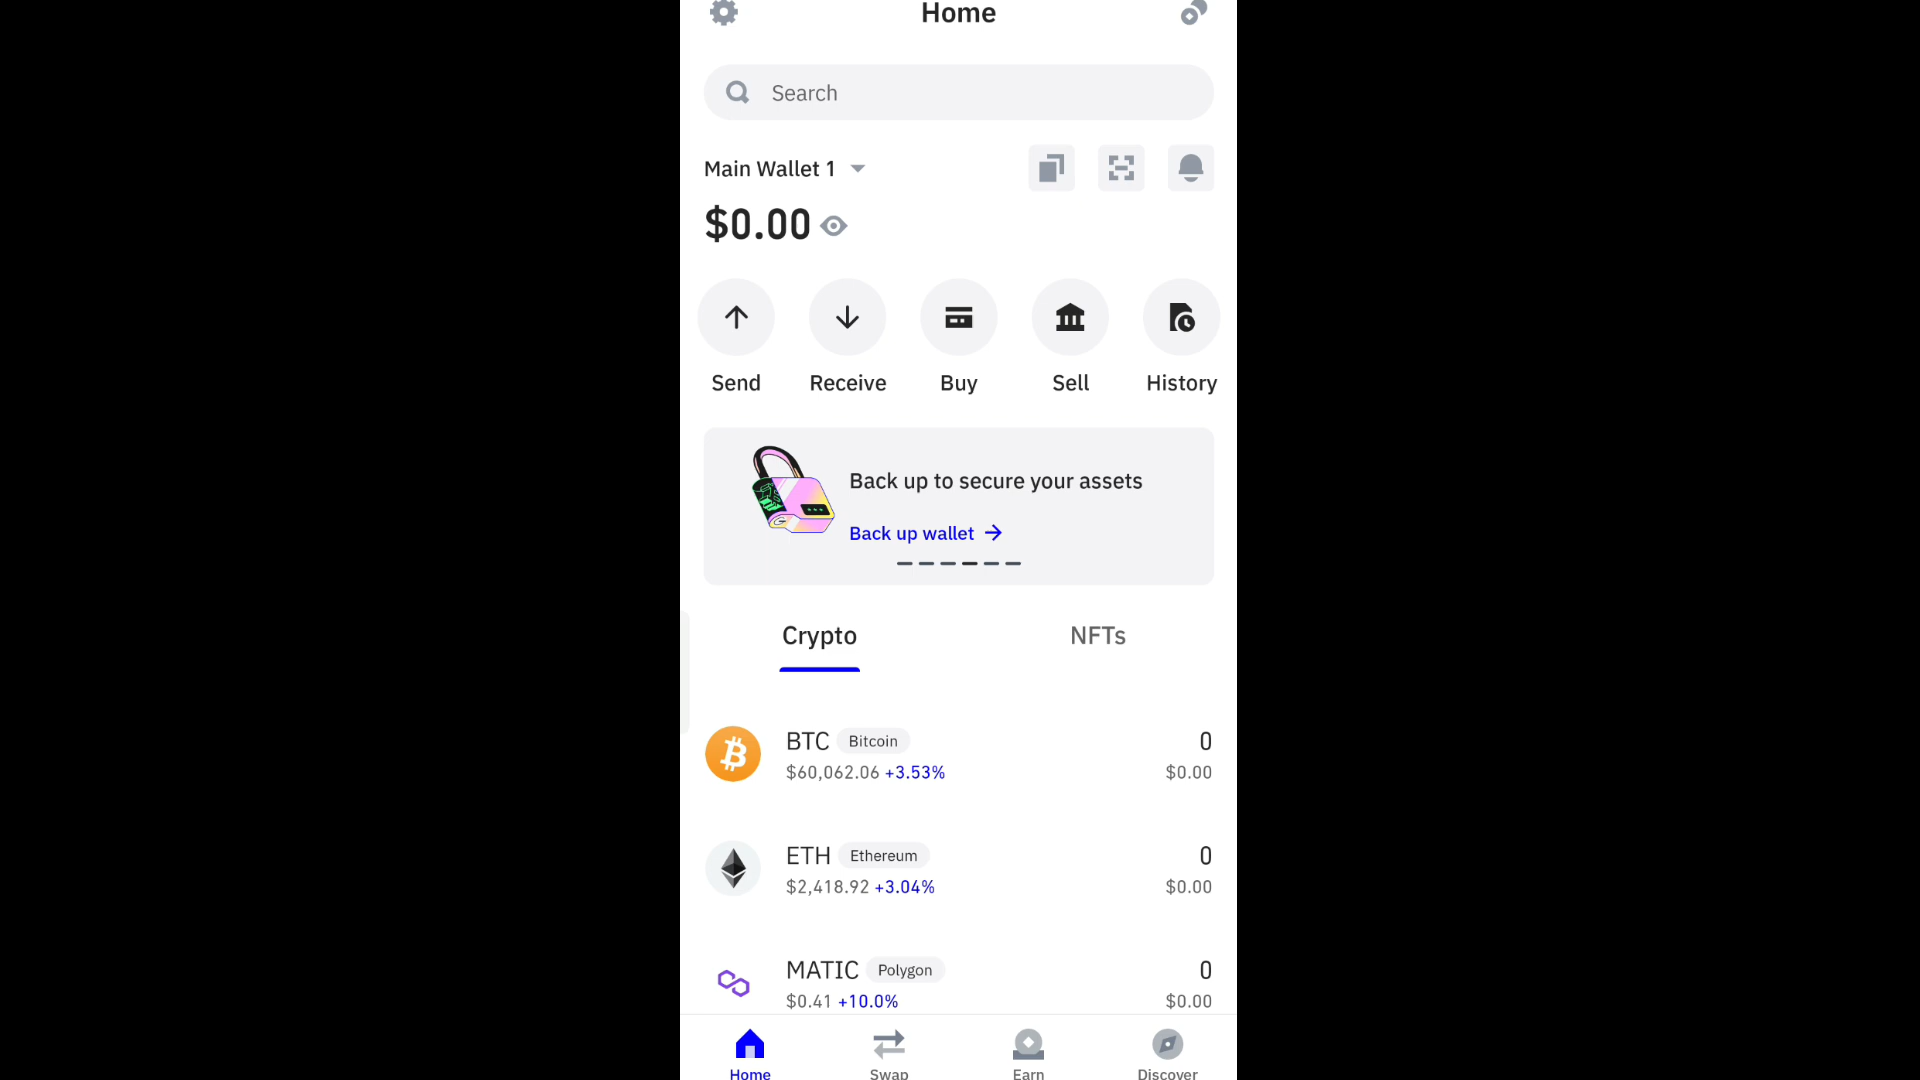 Home
Search
Main Wallet 1
$0.00
Send Receive Buy Sell History
Back up to secure your assets
Back up wallet
Crypto NFTs
BTC Bitcoin 0
$60,062.06 +3.53% $0.00
ETH Ethereum 0
$2,418.92 +3.04% $0.00
MATIC Polygon 0
$0.41 +10.0% $0.00
Home Swap Earn Discover